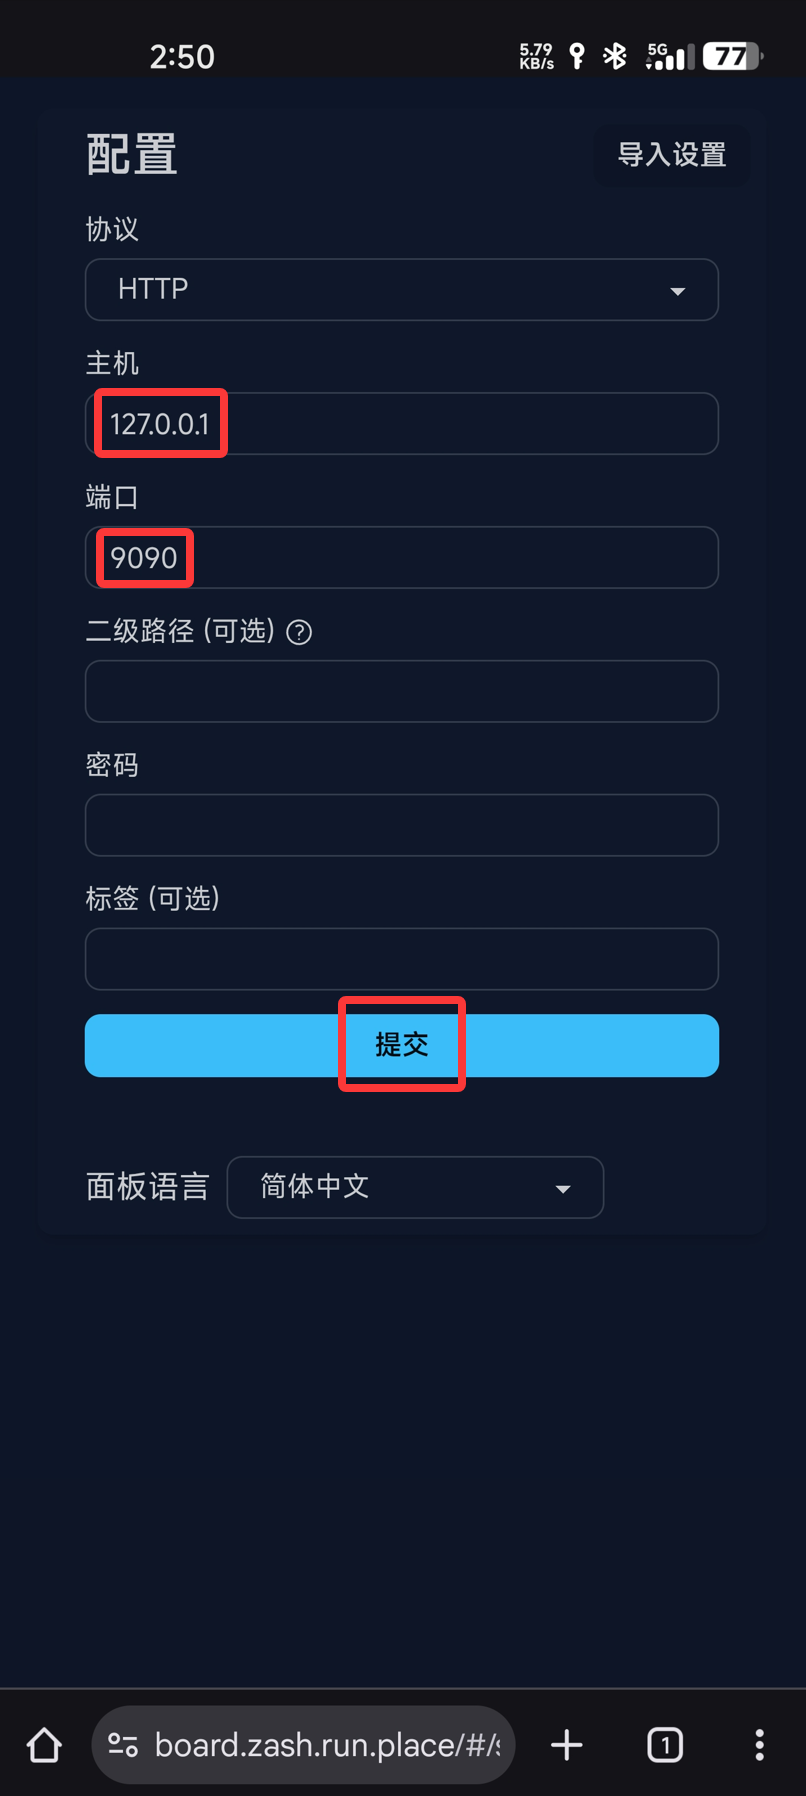 2:50
5.79
KB/s
5G
77
配置
导入设置
协议
HTTP
主机
127.0.0.1
端口
9090
二级路径 (可选) ?
密码
标签 (可选)
提交
面板语言
简体中文
board.zash.run.place/#/s
1